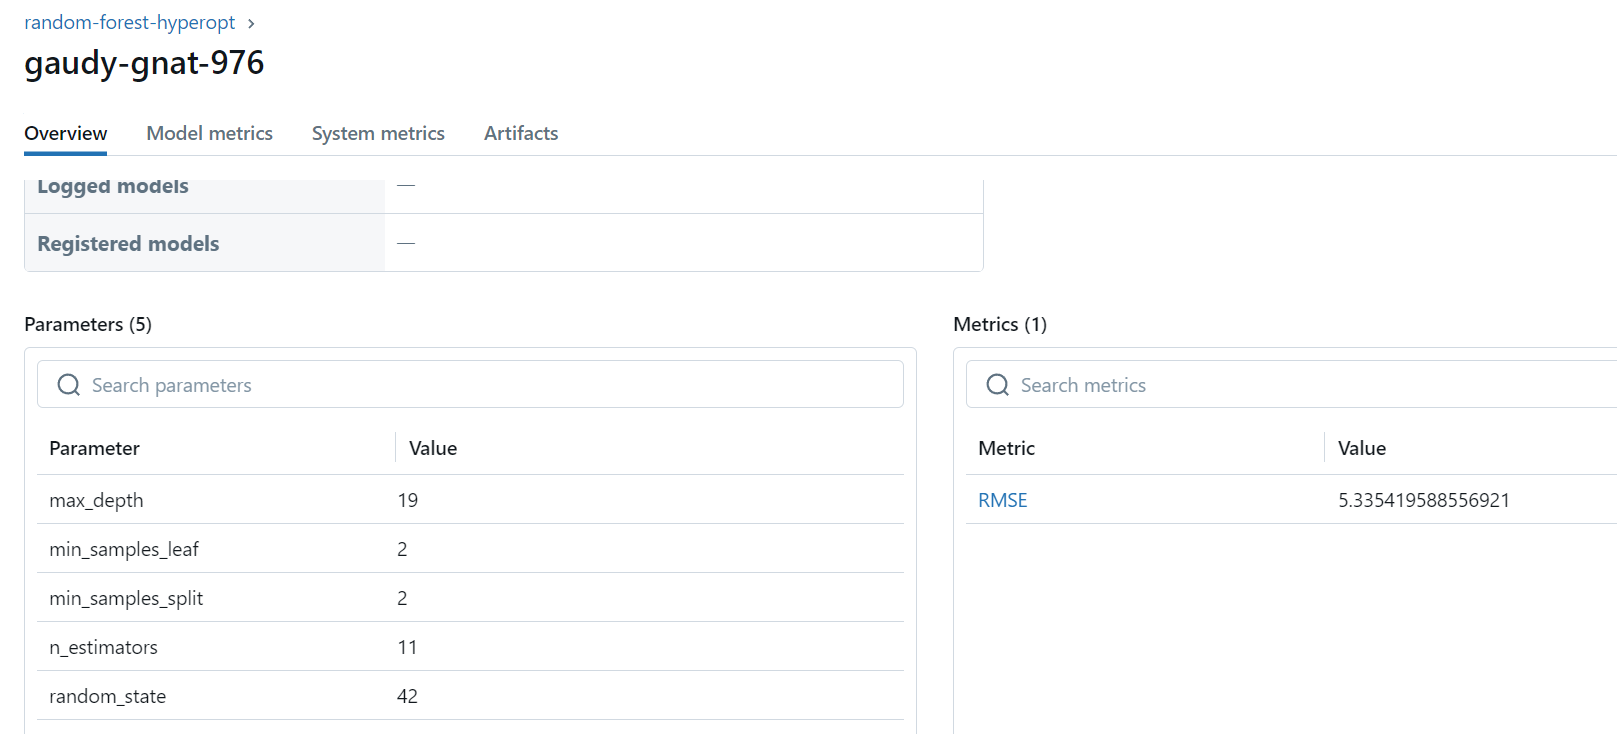 random-forest-hyperopt ›
gaudy-gnat-976
Overview Model metrics System metrics Artifacts
Logged models —
Registered models —
Parameters (5)
Search parameters
Parameter Value
max_depth 19
min_samples_leaf 2
min_samples_split 2
n_estimators 11
random_state 42
Metrics (1)
Search metrics
Metric Value
RMSE 5.335419588556921